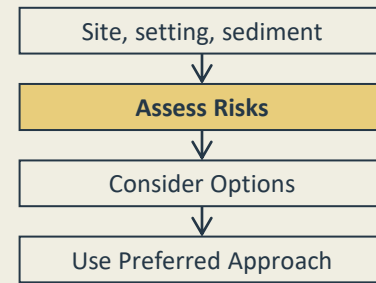 Site, setting, sediment
Assess Risks
Consider Options
Use Preferred Approach